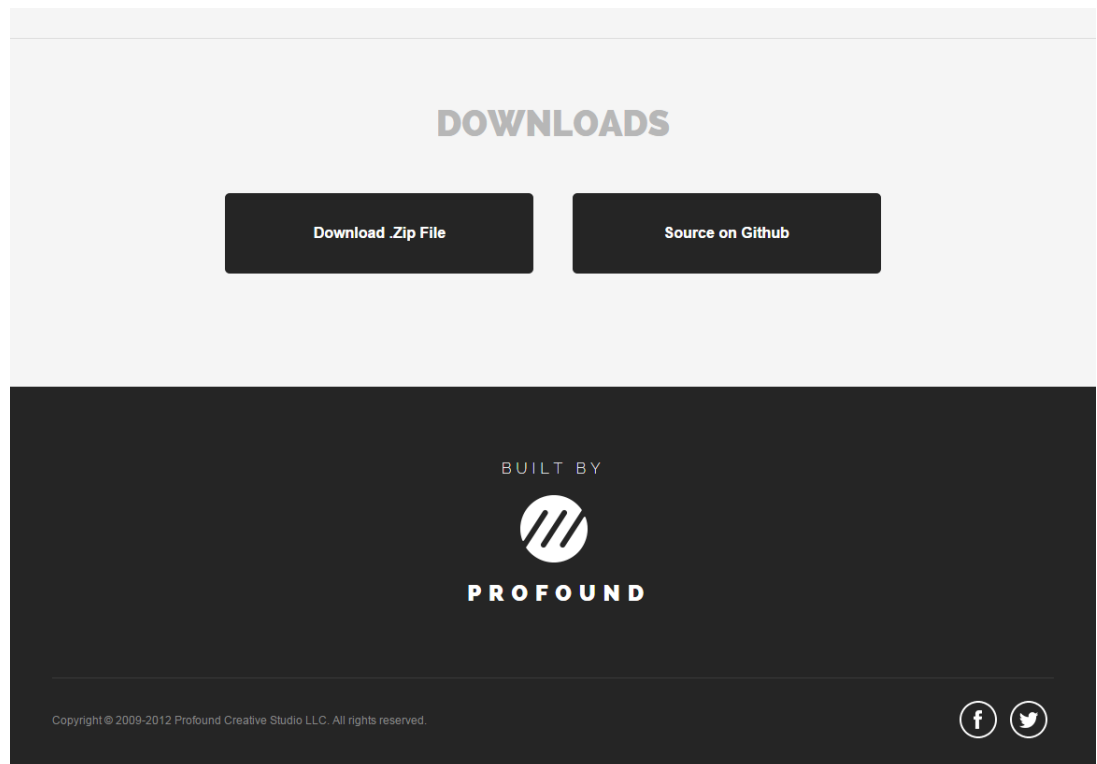 DOWNLOADS
Download .Zip File
Source on Github
BUILT BY
PROFOUND
Copyright © 2009-2012 Profound Creative Studio LLC. All rights reserved.